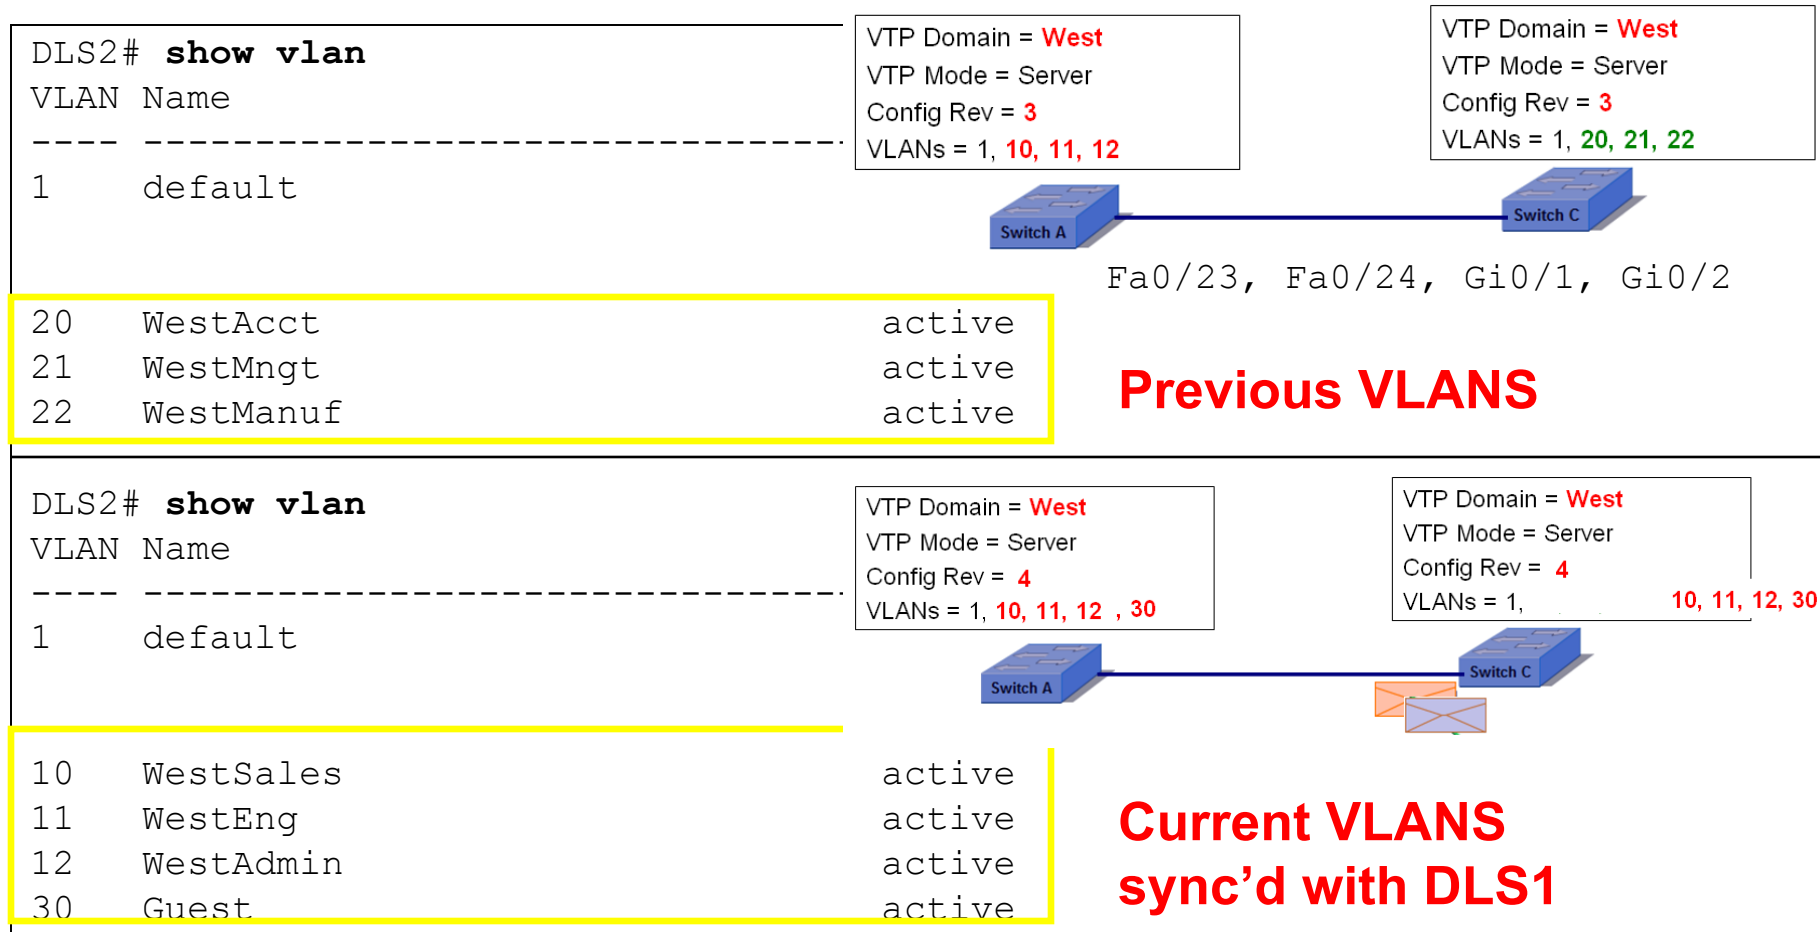 DLS2# show vlan
VLAN Name
---- --------------------------------
1    default
VTP Domain = West
VTP Mode = Server
Config Rev = 3
VLANs = 1, 10, 11, 12
VTP Domain = West
VTP Mode = Server
Config Rev = 3
VLANs = 1, 20, 21, 22
Switch A
Switch C
Fa0/23, Fa0/24, Gi0/1, Gi0/2
20   WestAcct                         active
21   WestMngt                         active
22   WestManuf                        active
Previous VLANS
DLS2# show vlan
VLAN Name
---- --------------------------------
1    default
VTP Domain = West
VTP Mode = Server
Config Rev = 4
VLANs = 1, 10, 11, 12 , 30
VTP Domain = West
VTP Mode = Server
Config Rev = 4
VLANs = 1, 10, 11, 12, 30
Switch A
Switch C
10   WestSales                        active
11   WestEng                          active
12   WestAdmin                        active
30   Guest                            active
Current VLANS
sync’d with DLS1